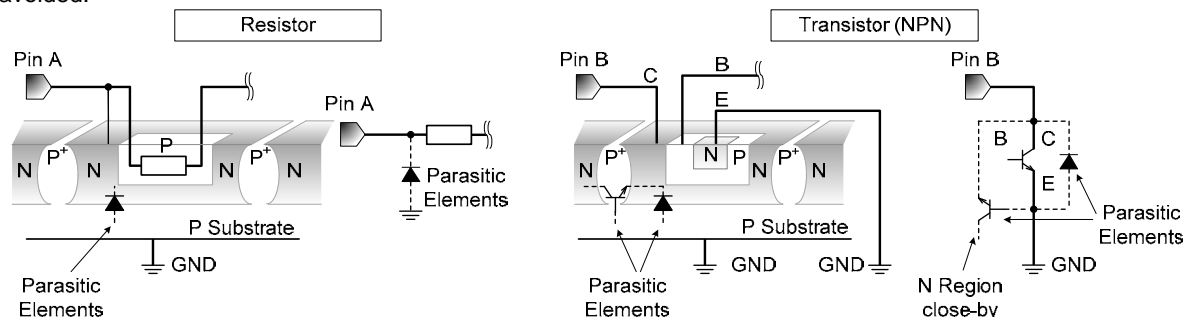 avoided.
Resistor
Transistor (NPN)
Pin A
Pin A
N P+ N P P+ N
Parasitic
Elements
P Substrate
GND
Parasitic
Elements
Pin B
C
B
E
N P+ N P P+ N
N
P Substrate
GND
GND
Parasitic
Elements
Pin B
B
C
E
Parasitic
Elements
GND
N Region
close-by